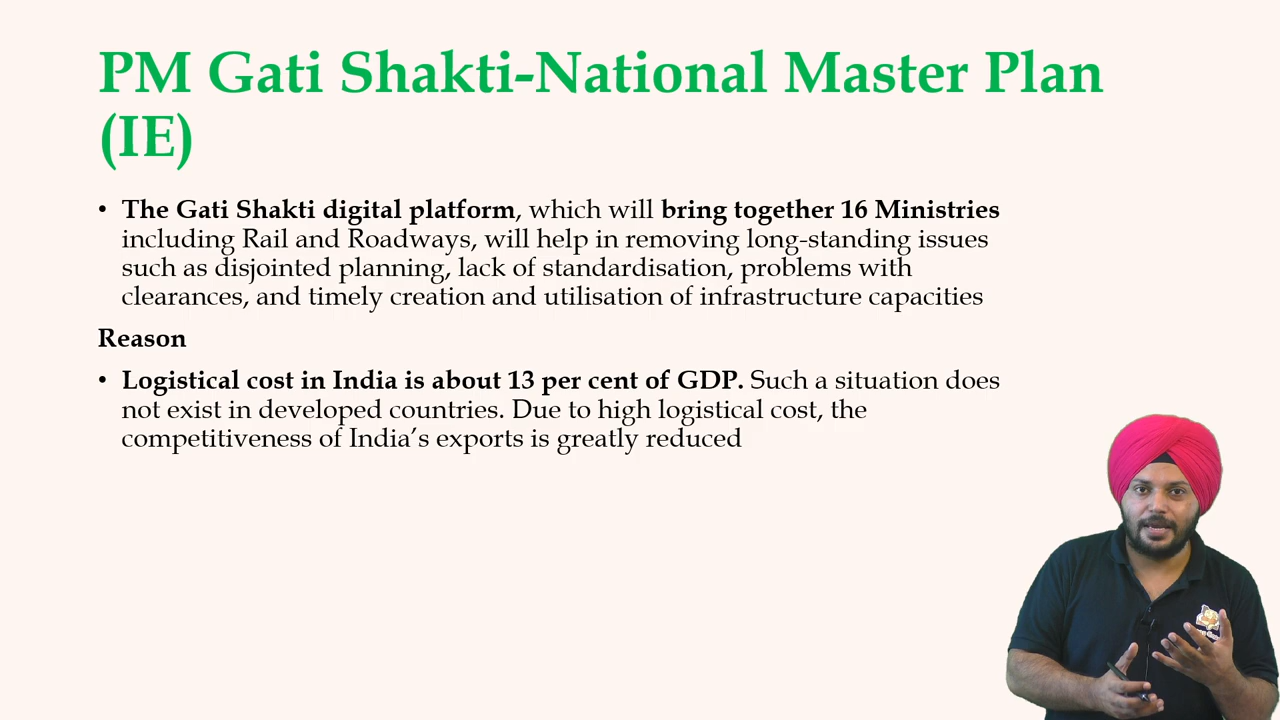 PM Gati Shakti-National Master Plan
(IE)
• The Gati Shakti digital platform, which will bring together 16 Ministries
including Rail and Roadways, will help in removing long-standing issues
such as disjointed planning, lack of standardisation, problems with
clearances, and timely creation and utilisation of infrastructure capacities
Reason
• Logistical cost in India is about 13 per cent of GDP. Such a situation does
not exist in developed countries. Due to high logistical cost, the
competitiveness of India’s exports is greatly reduced